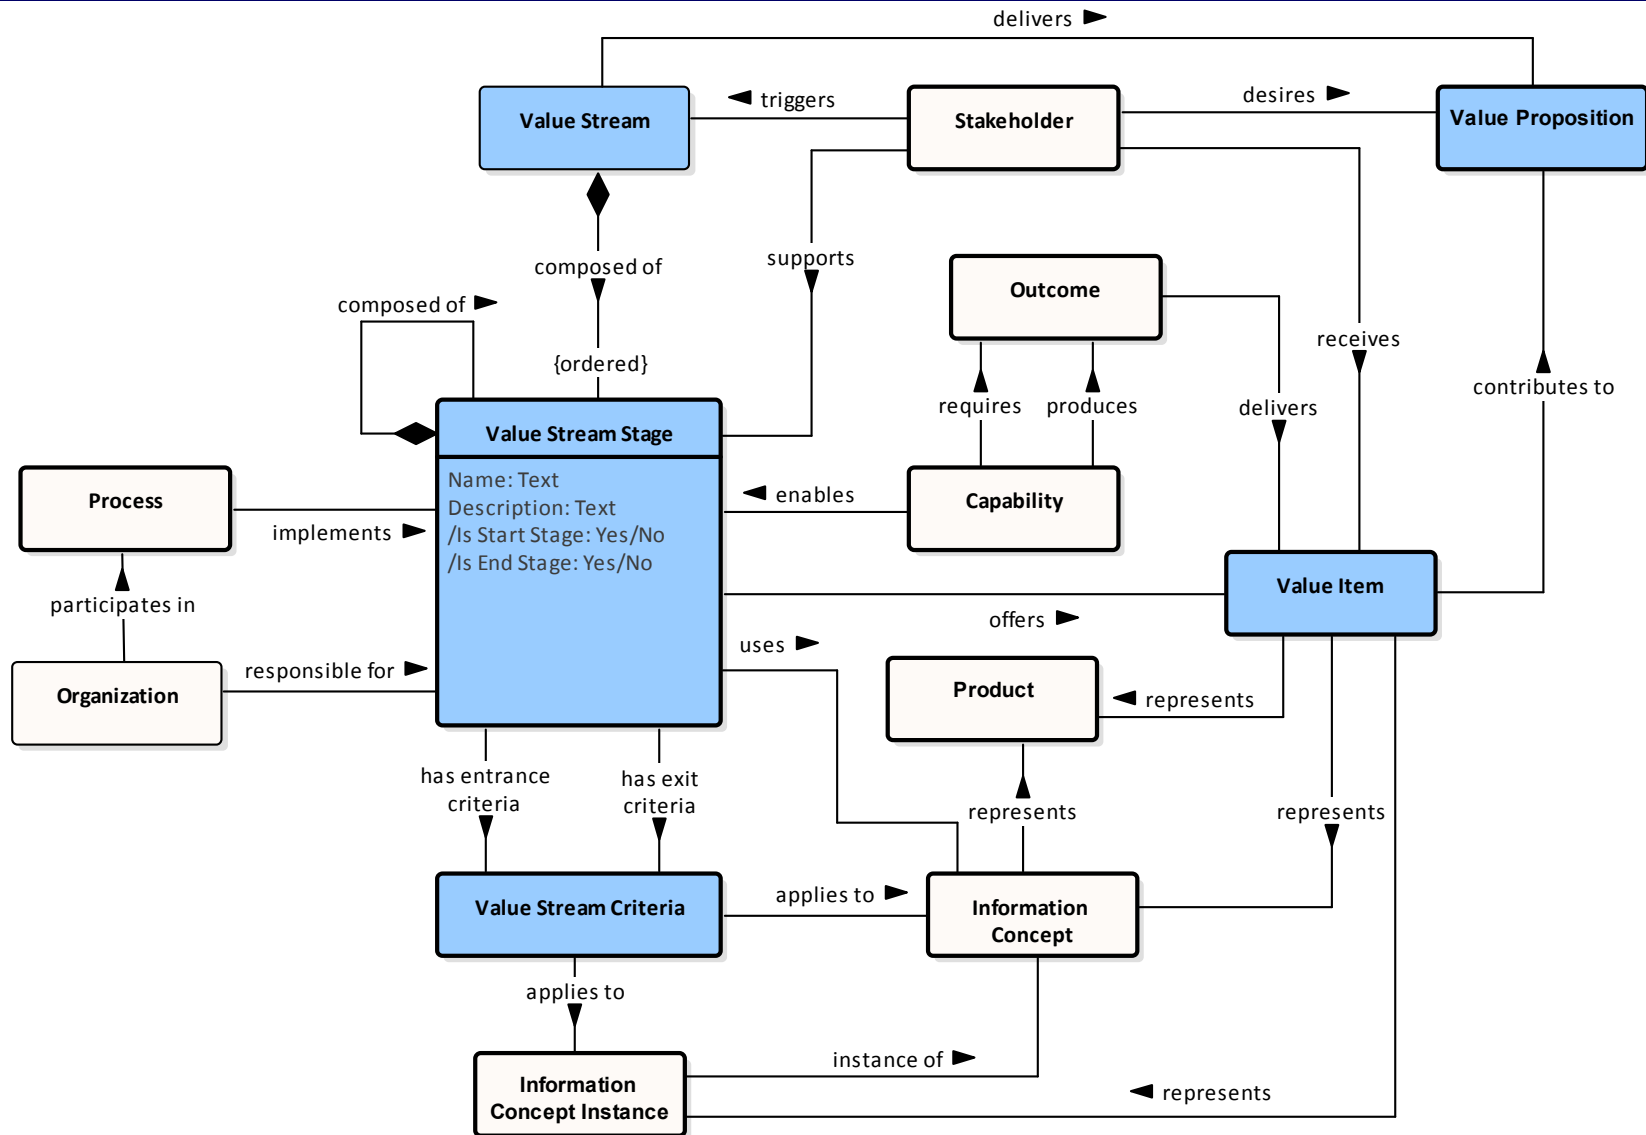 delivers
Value Stream
triggers
Stakeholder
desires
Value Proposition
composed of
supports
Outcome
composed of
receives
{ordered}
contributes to
requires
produces
delivers
Value Stream Stage
Name: Text
Description: Text
/Is Start Stage: Yes/No
/Is End Stage: Yes/No
Process
implements
enables
Capability
Value Item
participates in
offers
uses
responsible for
Organization
Product
represents
has entrance
criteria
has exit
criteria
represents
represents
Value Stream Criteria
applies to
Information
Concept
applies to
instance of
Information
Concept Instance
represents